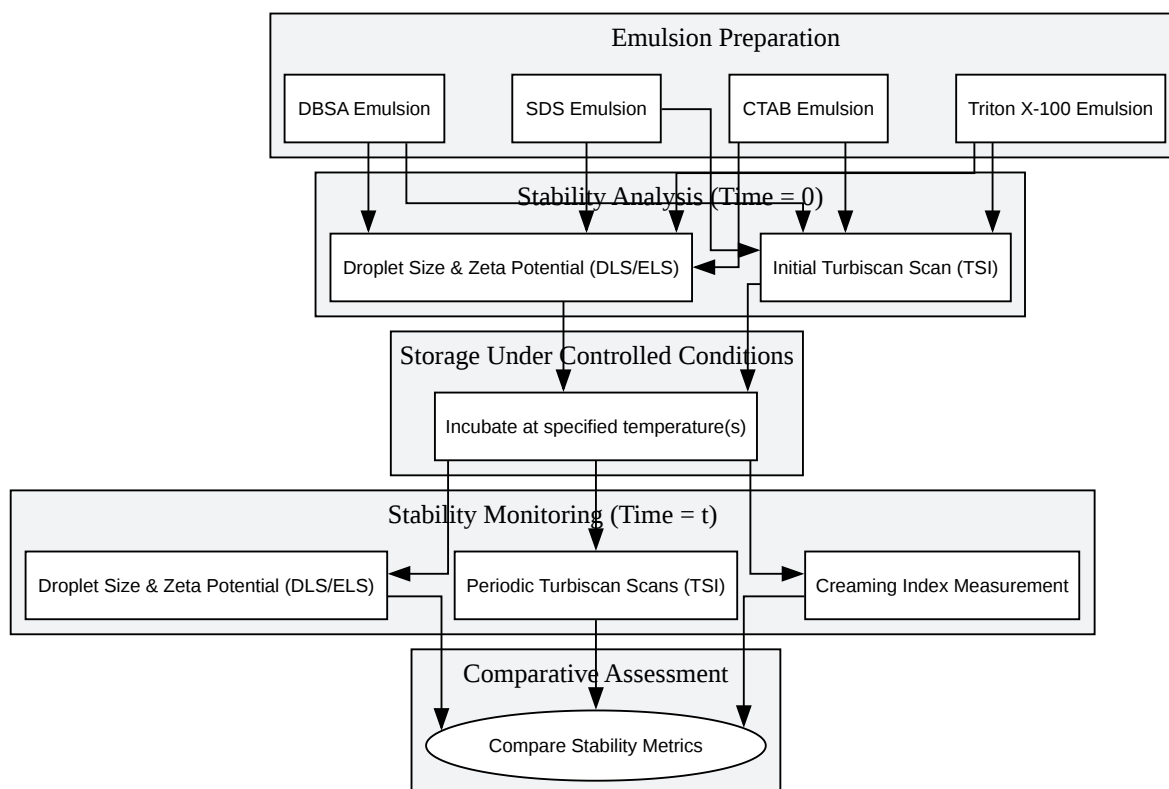 Emulsion Preparation
DBSA Emulsion
SDS Emulsion
CTAB Emulsion
Triton X-100 Emulsion
Stability Analysis (Time = 0)
Droplet Size & Zeta Potential (DLS/ELS)
Initial Turbiscan Scan (TSI)
Storage Under Controlled Conditions
Incubate at specified temperature(s)
Stability Monitoring (Time = t)
Droplet Size & Zeta Potential (DLS/ELS)
Periodic Turbiscan Scans (TSI)
Creaming Index Measurement
Comparative Assessment
Compare Stability Metrics